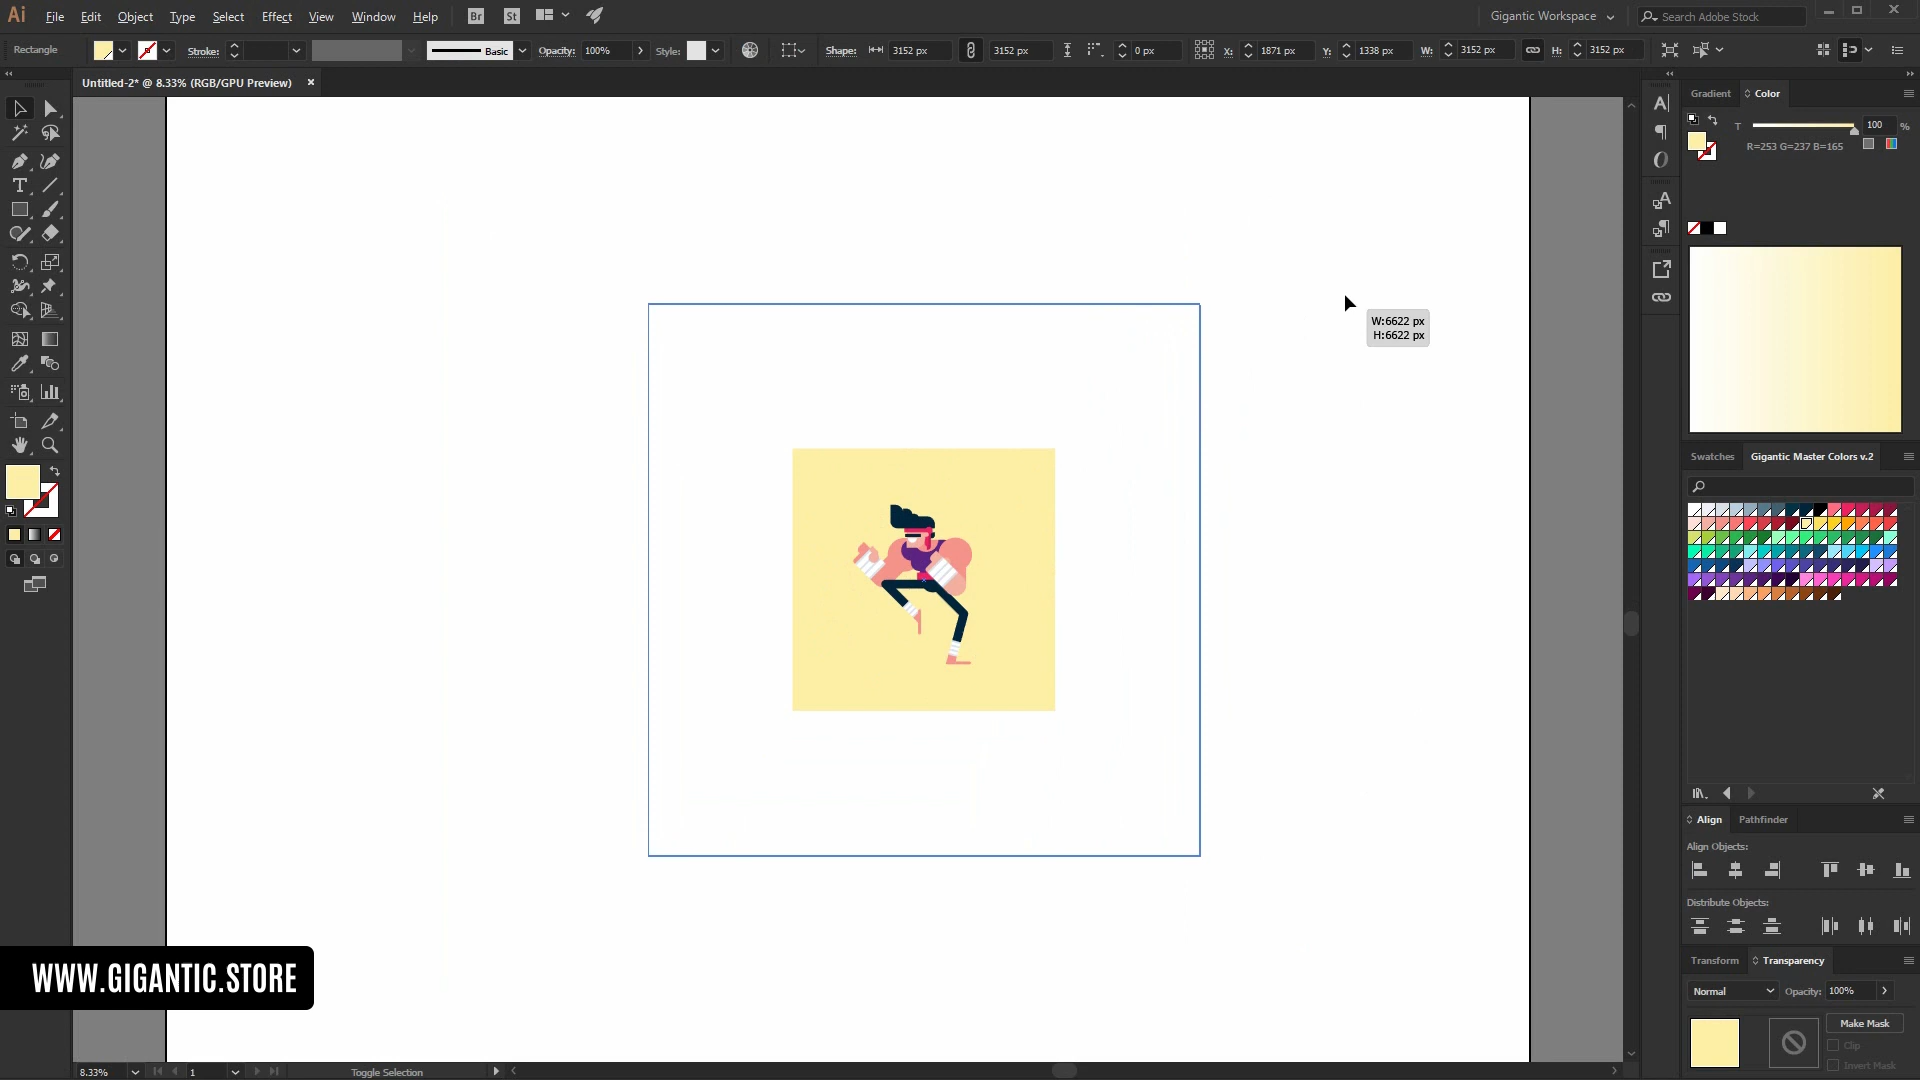 Ai File Edit Object Type Select Effect View Window Help Br St Gigantic Workspace Search Adobe Stock
Rectangle Stroke: Basic Opacity: 100% Style: Shape: 3152 px 3152 px 0 px X: 1871 px Y: 1338 px W: 3152 px H: 3152 px
Untitled-2* @ 8.33% (RGB/GPU Preview)
Gradient Color
T 100 %
R=253 G=237 B=165
W:6622 px
H:6622 px
Swatches Gigantic Master Colors v.2
Align Pathfinder
Align Objects:
Distribute Objects:
Transform Transparency
Normal Opacity: 100%
Make Mask
Clip
Invert Mask
WWW.GIGANTIC.STORE
8.33% 1 Toggle Selection